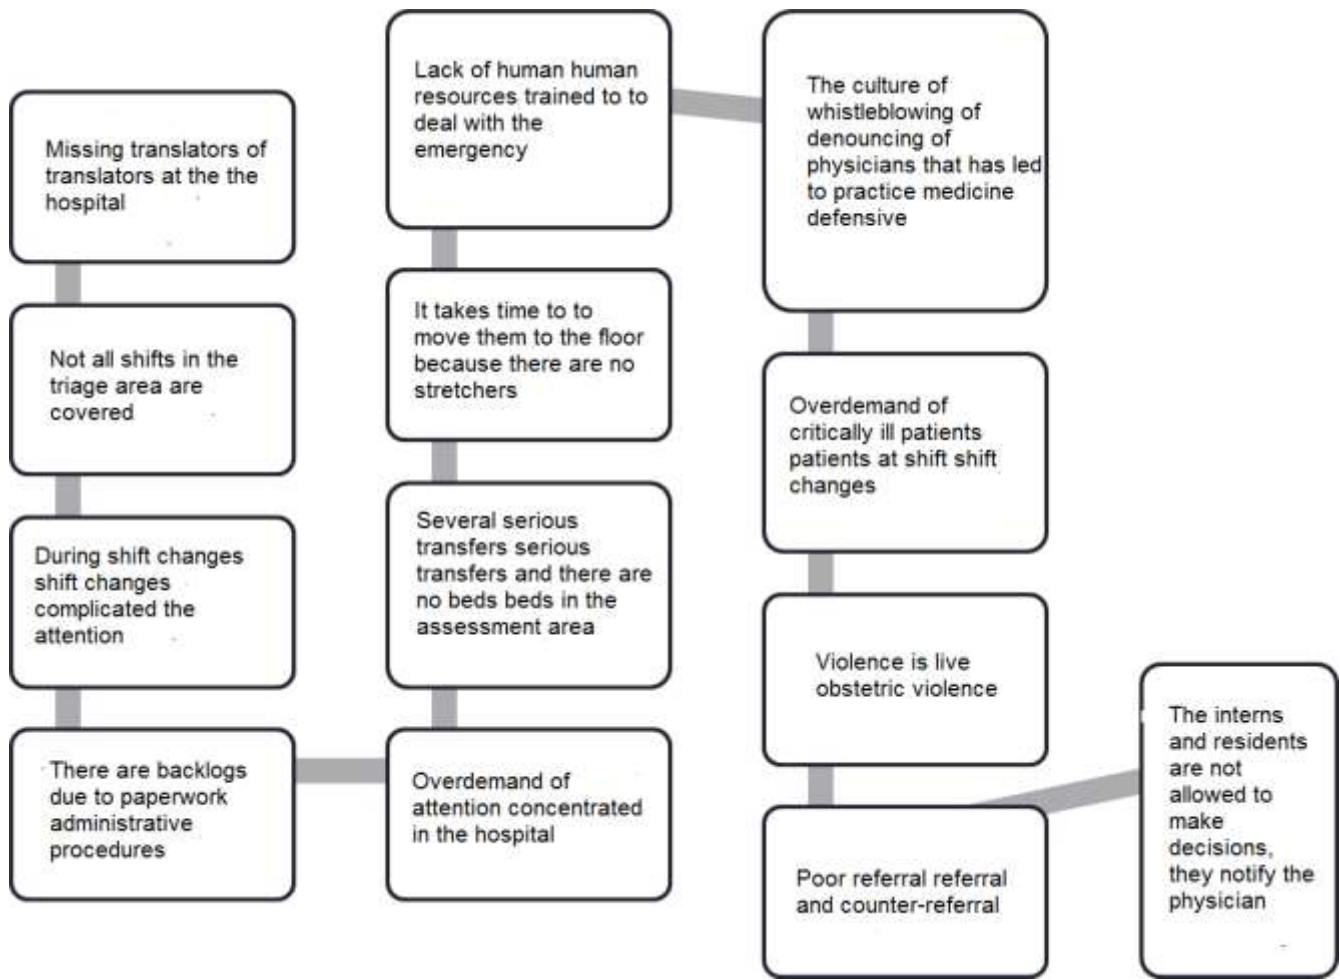 Missing translators of
translators at the the
hospital
Not all shifts in the
triage area are
covered
During shift changes
shift changes
complicated the
attention
There are backlogs
due to paperwork
administrative
procedures
Overdemand of
attention concentrated
in the hospital
Several serious
transfers serious
transfers and there are
no beds beds in the
assessment area
It takes time to to
move them to the floor
because there are no
stretchers
Lack of human human
resources trained to to
deal with the
emergency
The culture of
whistleblowing of
denouncing of
physicians that has led
to practice medicine
defensive
Overdemand of
critically ill patients
patients at shift shift
changes
Violence is live
obstetric violence
Poor referral referral
and counter-referral
The interns
and residents
are not
allowed to
make
decisions,
they notify the
physician